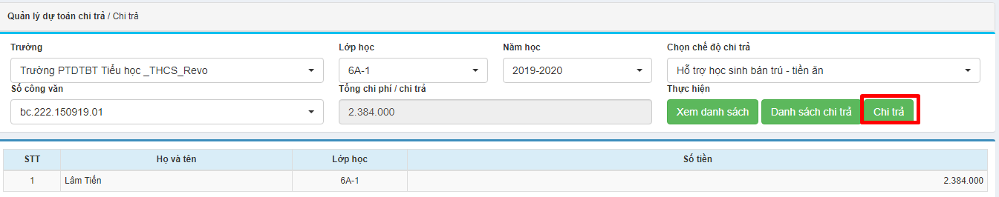 Quản lý dự toán chi trả / Chi trả
Trường Lớp học Năm học Chọn chế độ chi trả
Trường PTDTBT Tiểu học _THCS_Revo 6A-1 2019-2020 Hỗ trợ học sinh bán trú - tiền ăn
Số công văn Tổng chi phí / chi trả Thực hiện
bc.222.150919.01 2.384.000 Xem danh sách Danh sách chi trả Chi trả
STT Họ và tên Lớp học Số tiền
1 Lâm Tiến 6A-1 2.384.000